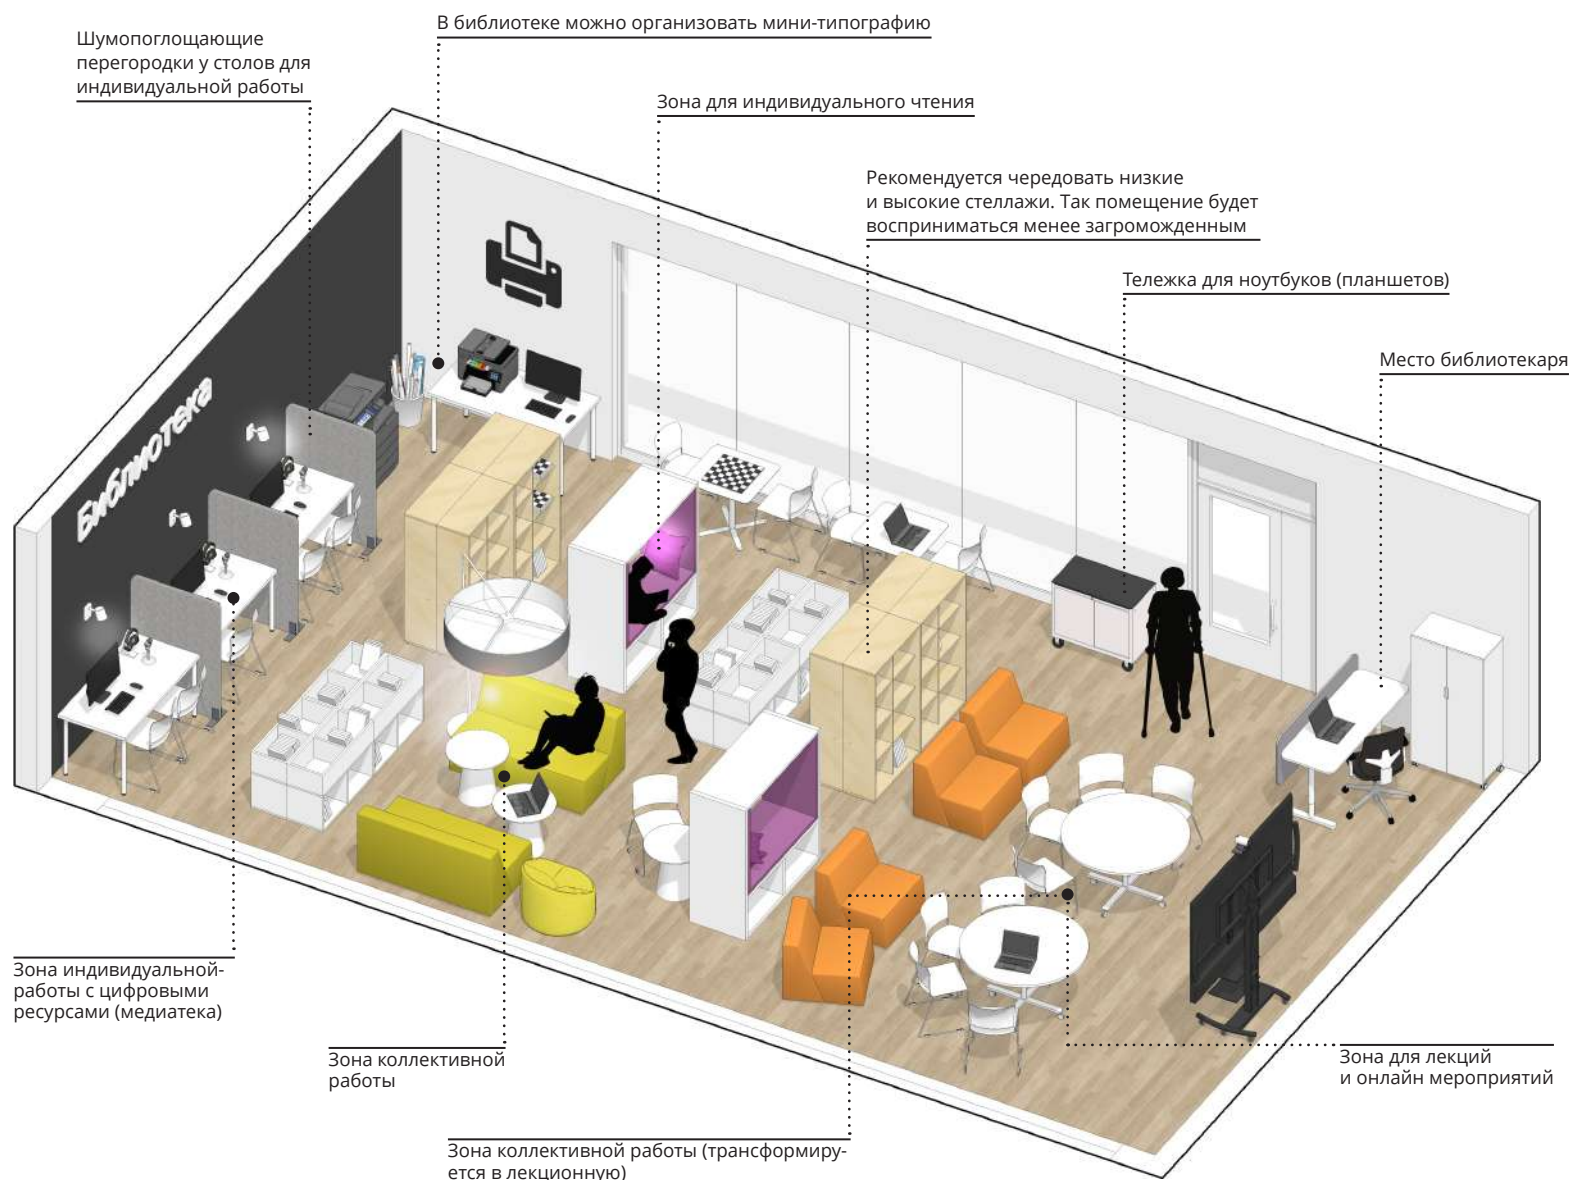 В библиотеке можно организовать мини-типографию
Шумопоглощающие
перегородки у столов для
индивидуальной работы
Зона для индивидуального чтения
Рекомендуется чередовать низкие
и высокие стеллажи. Так помещение будет
восприниматься менее загроможденным
Тележка для ноутбуков (планшетов)
Место библиотекаря
Библиотека
Зона индивидуальной-
работы с цифровыми
ресурсами (медиатека)
Зона коллективной
работы
Зона для лекций
и онлайн мероприятий
Зона коллективной работы (трансформиру-
ется в лекционную)